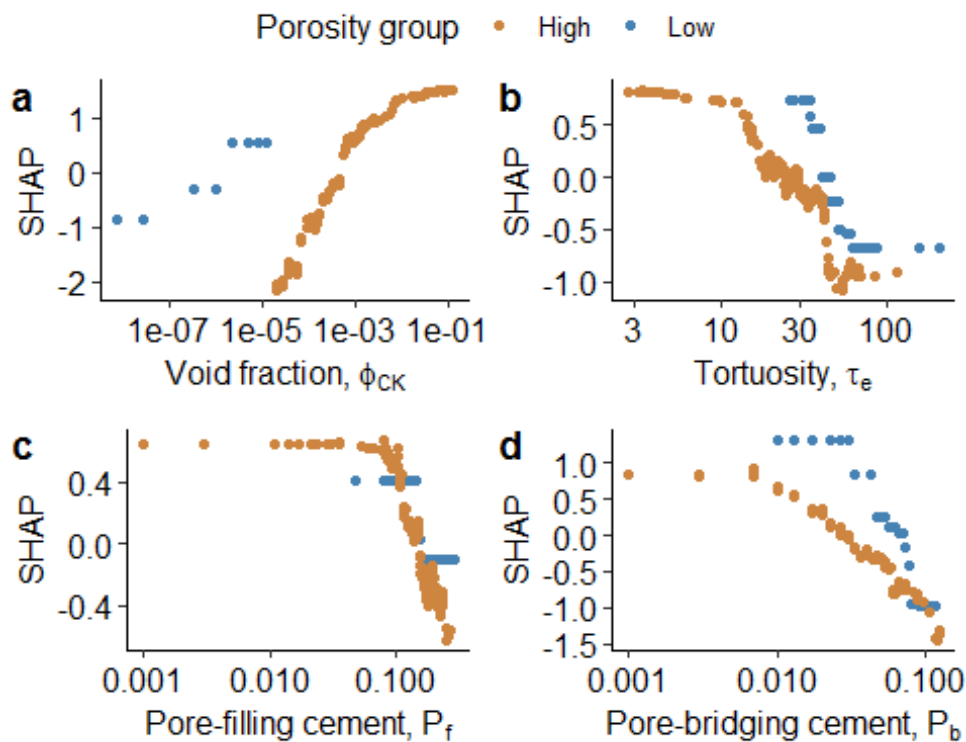 Porosity group High Low
a
SHAP
1
0
-1
-2
1e-07 1e-05 1e-03 1e-01
Void fraction, ϕCK
b
SHAP
0.5
0.0
-0.5
-1.0
3 10 30 100
Tortuosity, τe
c
SHAP
0.4
0.0
-0.4
0.001 0.010 0.100
Pore-filling cement, Pf
d
SHAP
1.0
0.5
0.0
-0.5
-1.0
-1.5
0.001 0.010 0.100
Pore-bridging cement, Pb